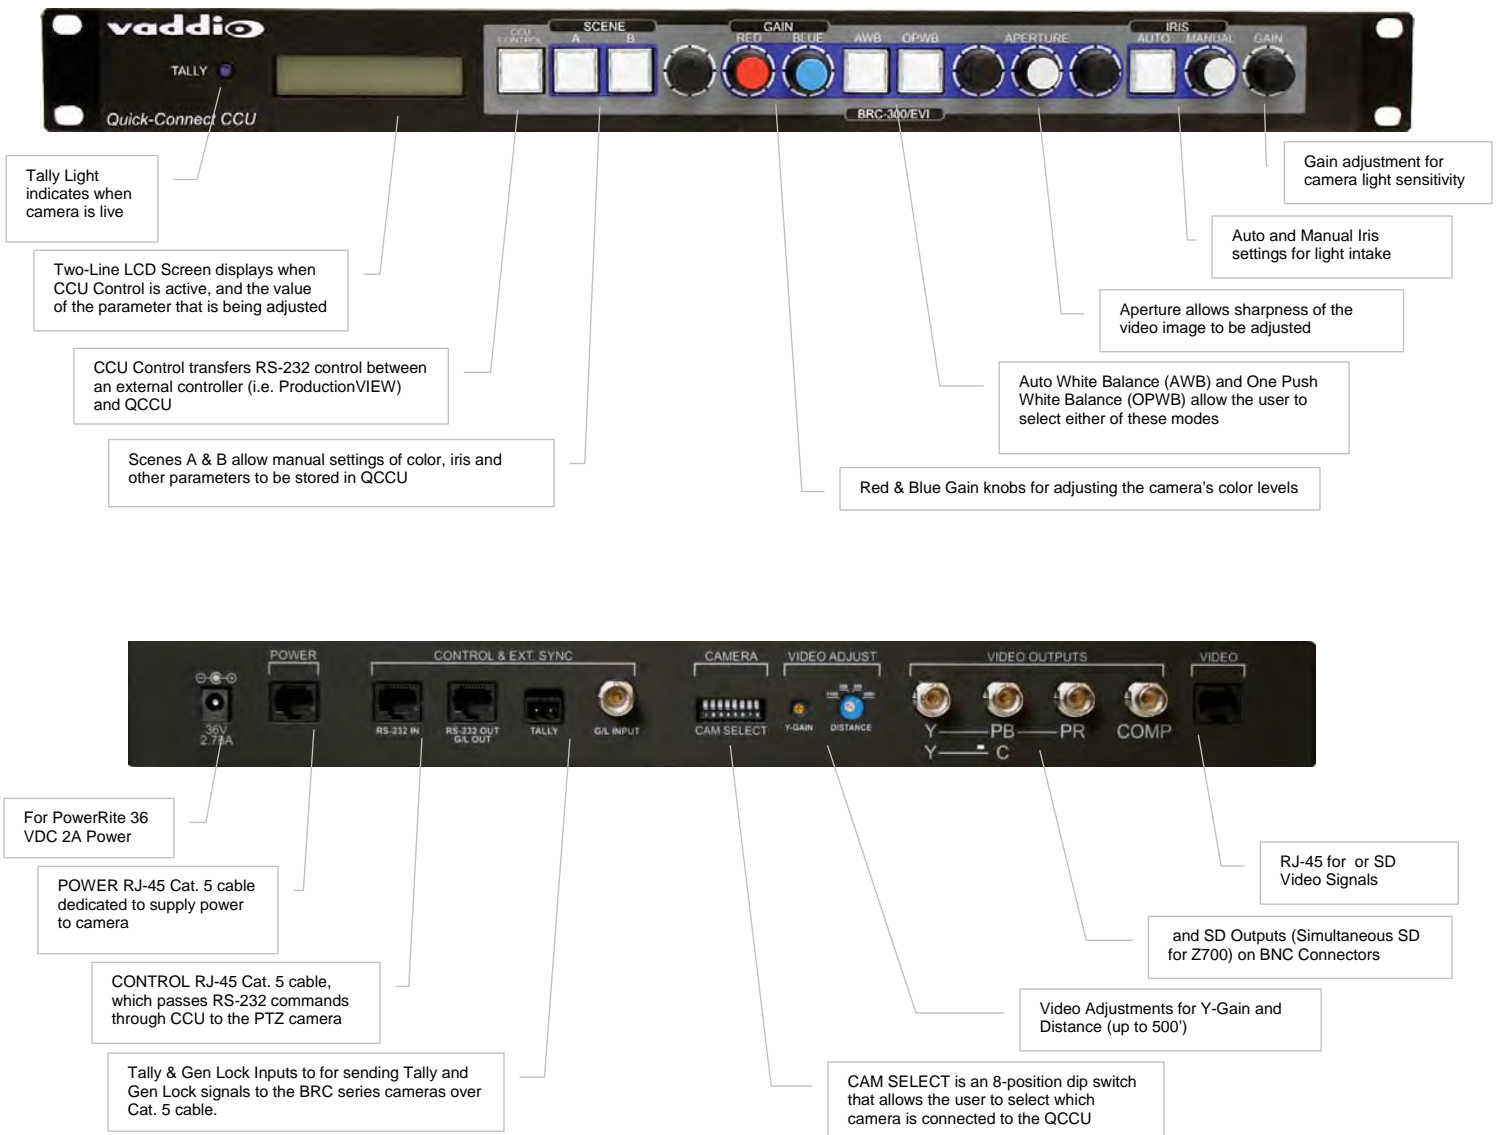 vaddio
TALLY
Quick-Connect CCU
CCU
CONTROL
SCENE
A B
GAIN
RED BLUE
AWB OPWB
APERTURE
IRIS
AUTO MANUAL
GAIN
BRC-300/EVI
Tally Light
indicates when
camera is live
Two-Line LCD Screen displays when
CCU Control is active, and the value
of the parameter that is being adjusted
CCU Control transfers RS-232 control between
an external controller (i.e. ProductionVIEW)
and QCCU
Scenes A & B allow manual settings of color, iris and
other parameters to be stored in QCCU
Gain adjustment for
camera light sensitivity
Auto and Manual Iris
settings for light intake
Aperture allows sharpness of the
video image to be adjusted
Auto White Balance (AWB) and One Push
White Balance (OPWB) allow the user to
select either of these modes
Red & Blue Gain knobs for adjusting the camera's color levels
36V
2.78A
POWER
CONTROL & EXT. SYNC
RS-232 IN
RS-232 OUT
G/L OUT
TALLY
G/L INPUT
CAMERA
CAM SELECT
VIDEO ADJUST
Y-GAIN
DISTANCE
VIDEO OUTPUTS
Y PB PR COMP
Y C
VIDEO
For PowerRite 36
VDC 2A Power
POWER RJ-45 Cat. 5 cable
dedicated to supply power
to camera
CONTROL RJ-45 Cat. 5 cable,
which passes RS-232 commands
through CCU to the PTZ camera
Tally & Gen Lock Inputs to for sending Tally and
Gen Lock signals to the BRC series cameras over
Cat. 5 cable.
RJ-45 for or SD
Video Signals
and SD Outputs (Simultaneous SD
for Z700) on BNC Connectors
Video Adjustments for Y-Gain and
Distance (up to 500')
CAM SELECT is an 8-position dip switch
that allows the user to select which
camera is connected to the QCCU